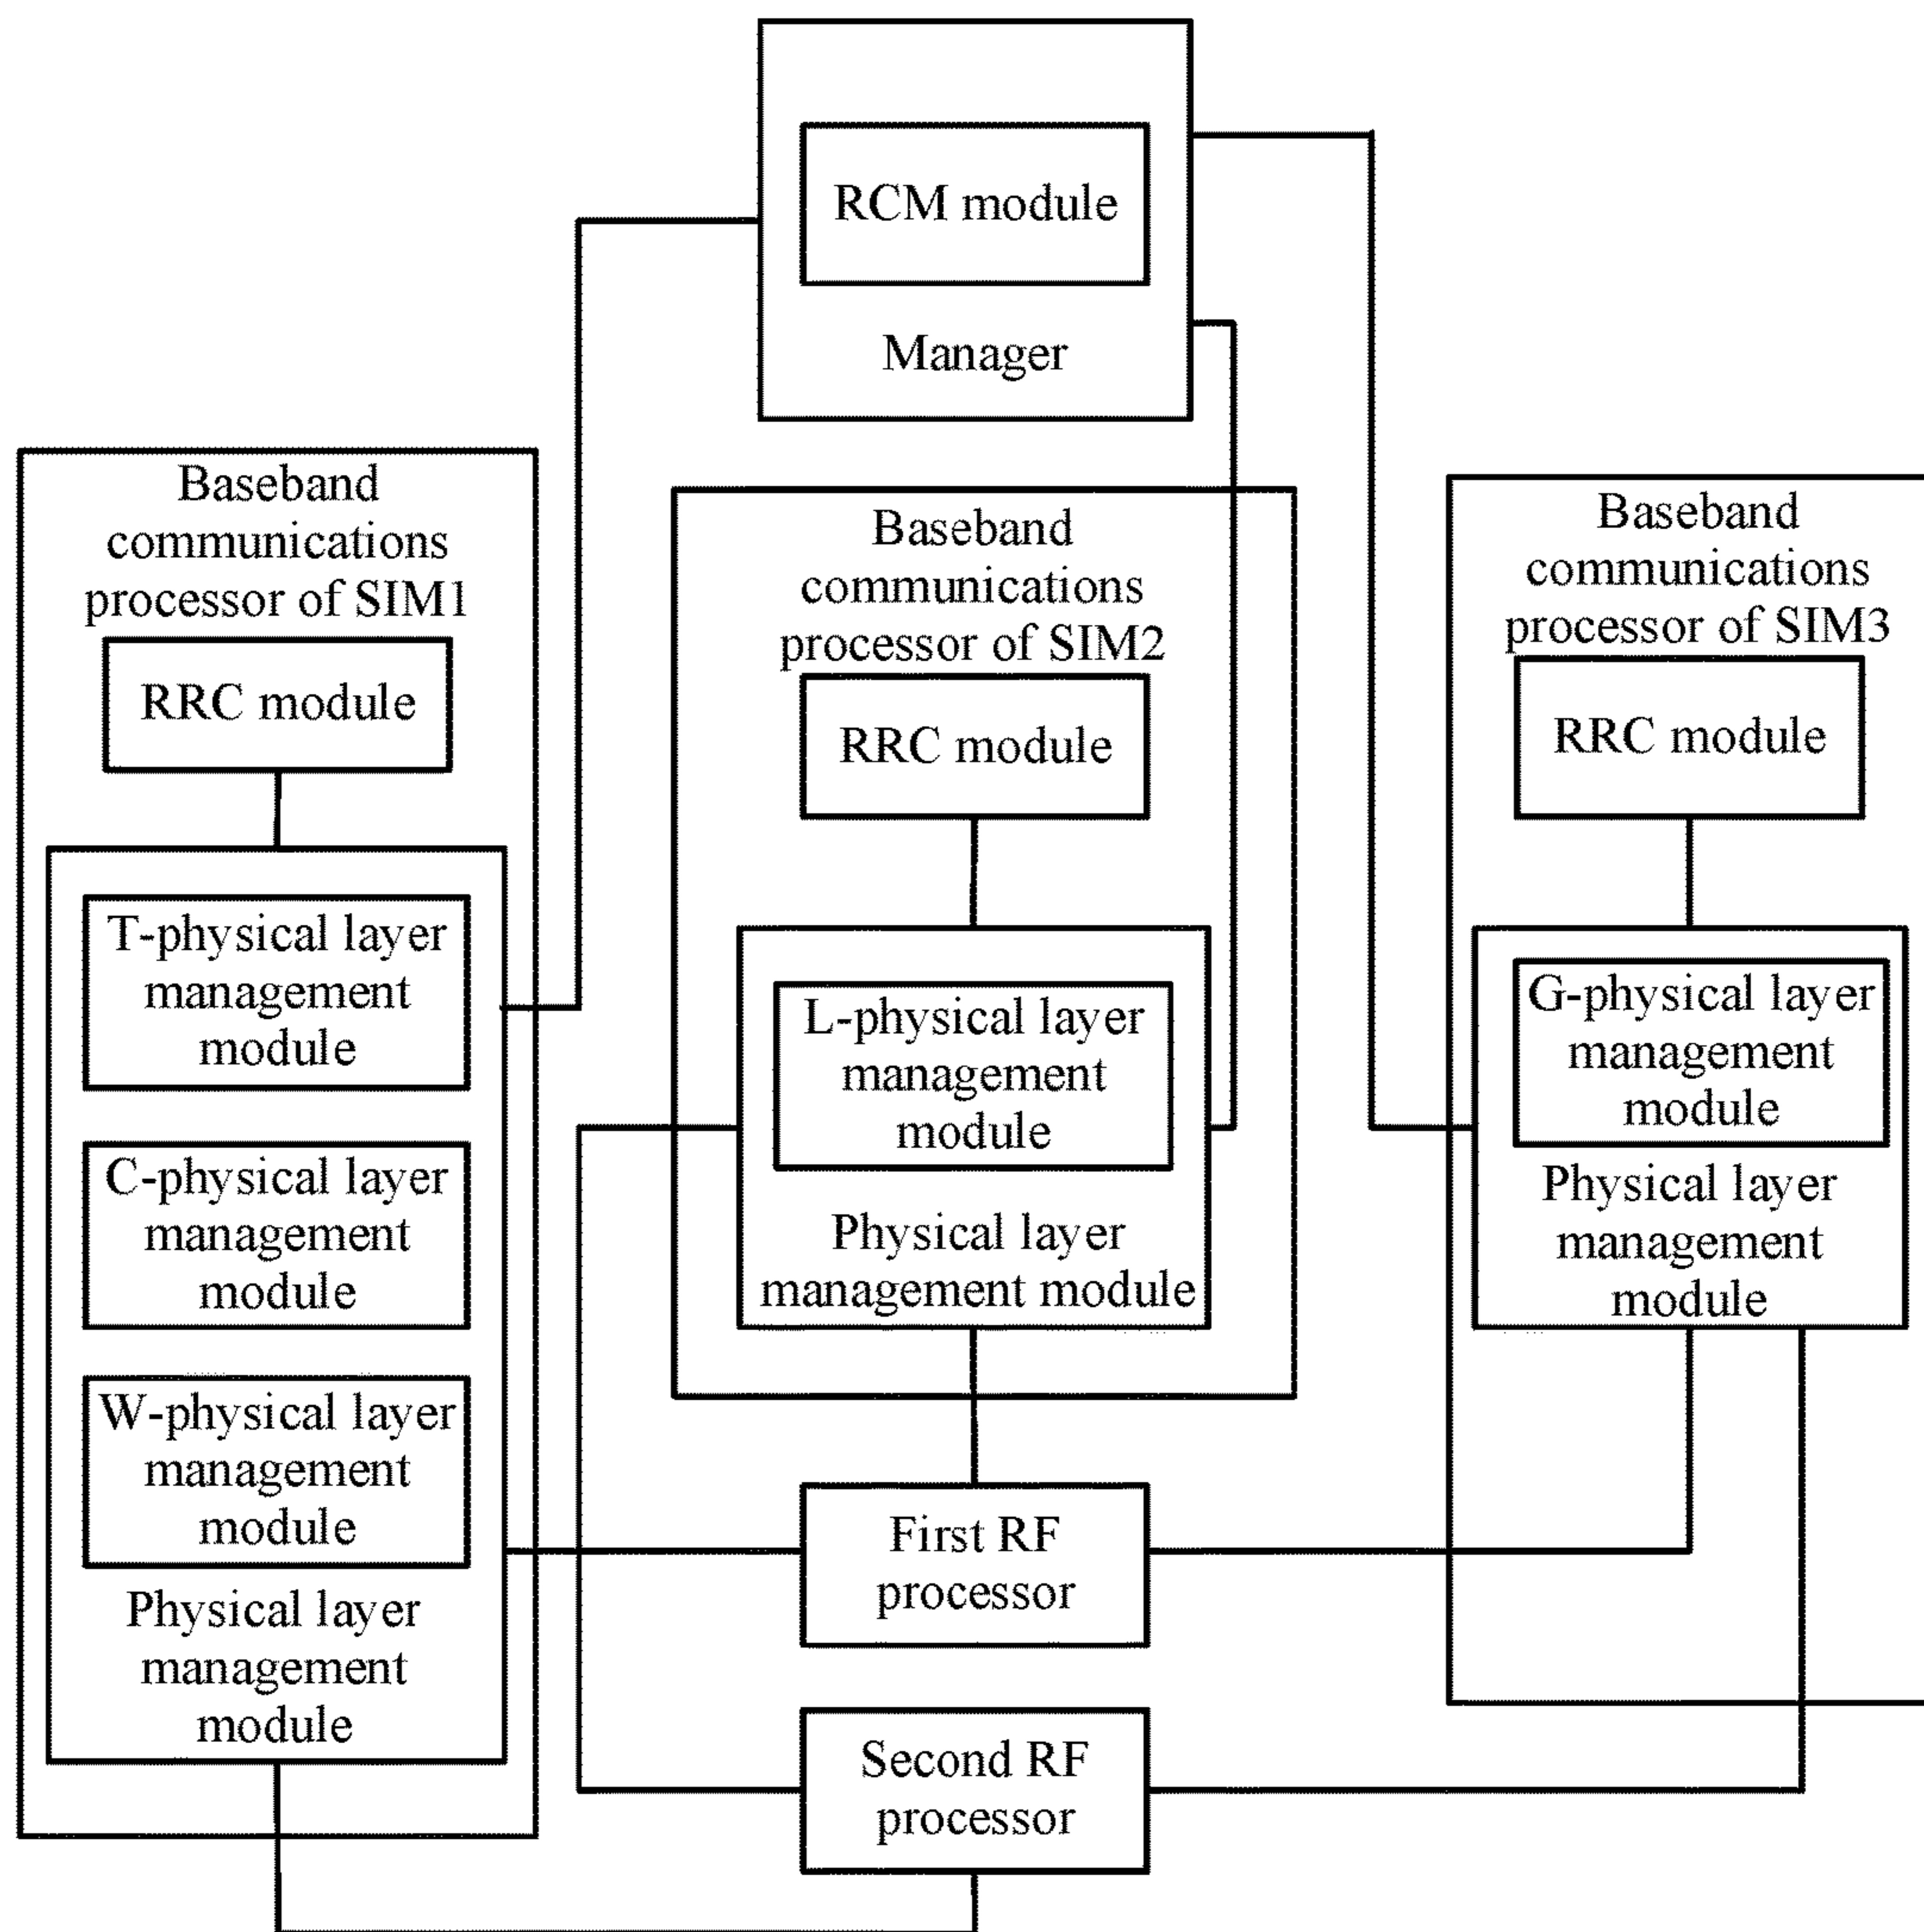 RCM module
Manager
Baseband
communications
processor of SIM1
RRC module
T-physical layer
management
module
C-physical layer
management
module
W-physical layer
management
module
Physical layer
management
module
Baseband
communications
processor of SIM2
RRC module
L-physical layer
management
module
Physical layer
management module
Baseband
communications
processor of SIM3
RRC module
G-physical layer
management
module
Physical layer
management
module
First RF
processor
Second RF
processor